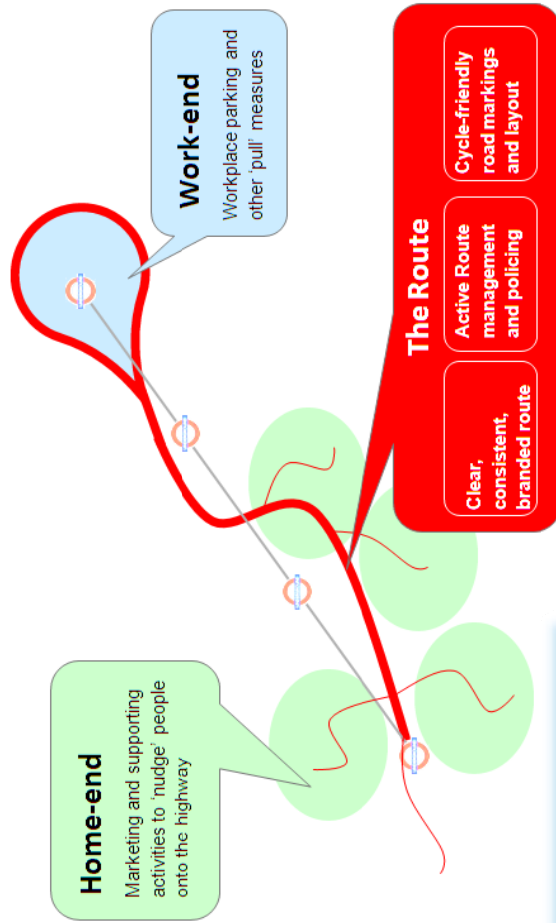 Home-end
Marketing and supporting
activities to ‘nudge’ people
onto the highway
Work-end
Workplace parking and
other ‘pull’ measures
The Route
Clear,
consistent,
branded route
Active Route
management
and policing
Cycle-friendly
road markings
and layout